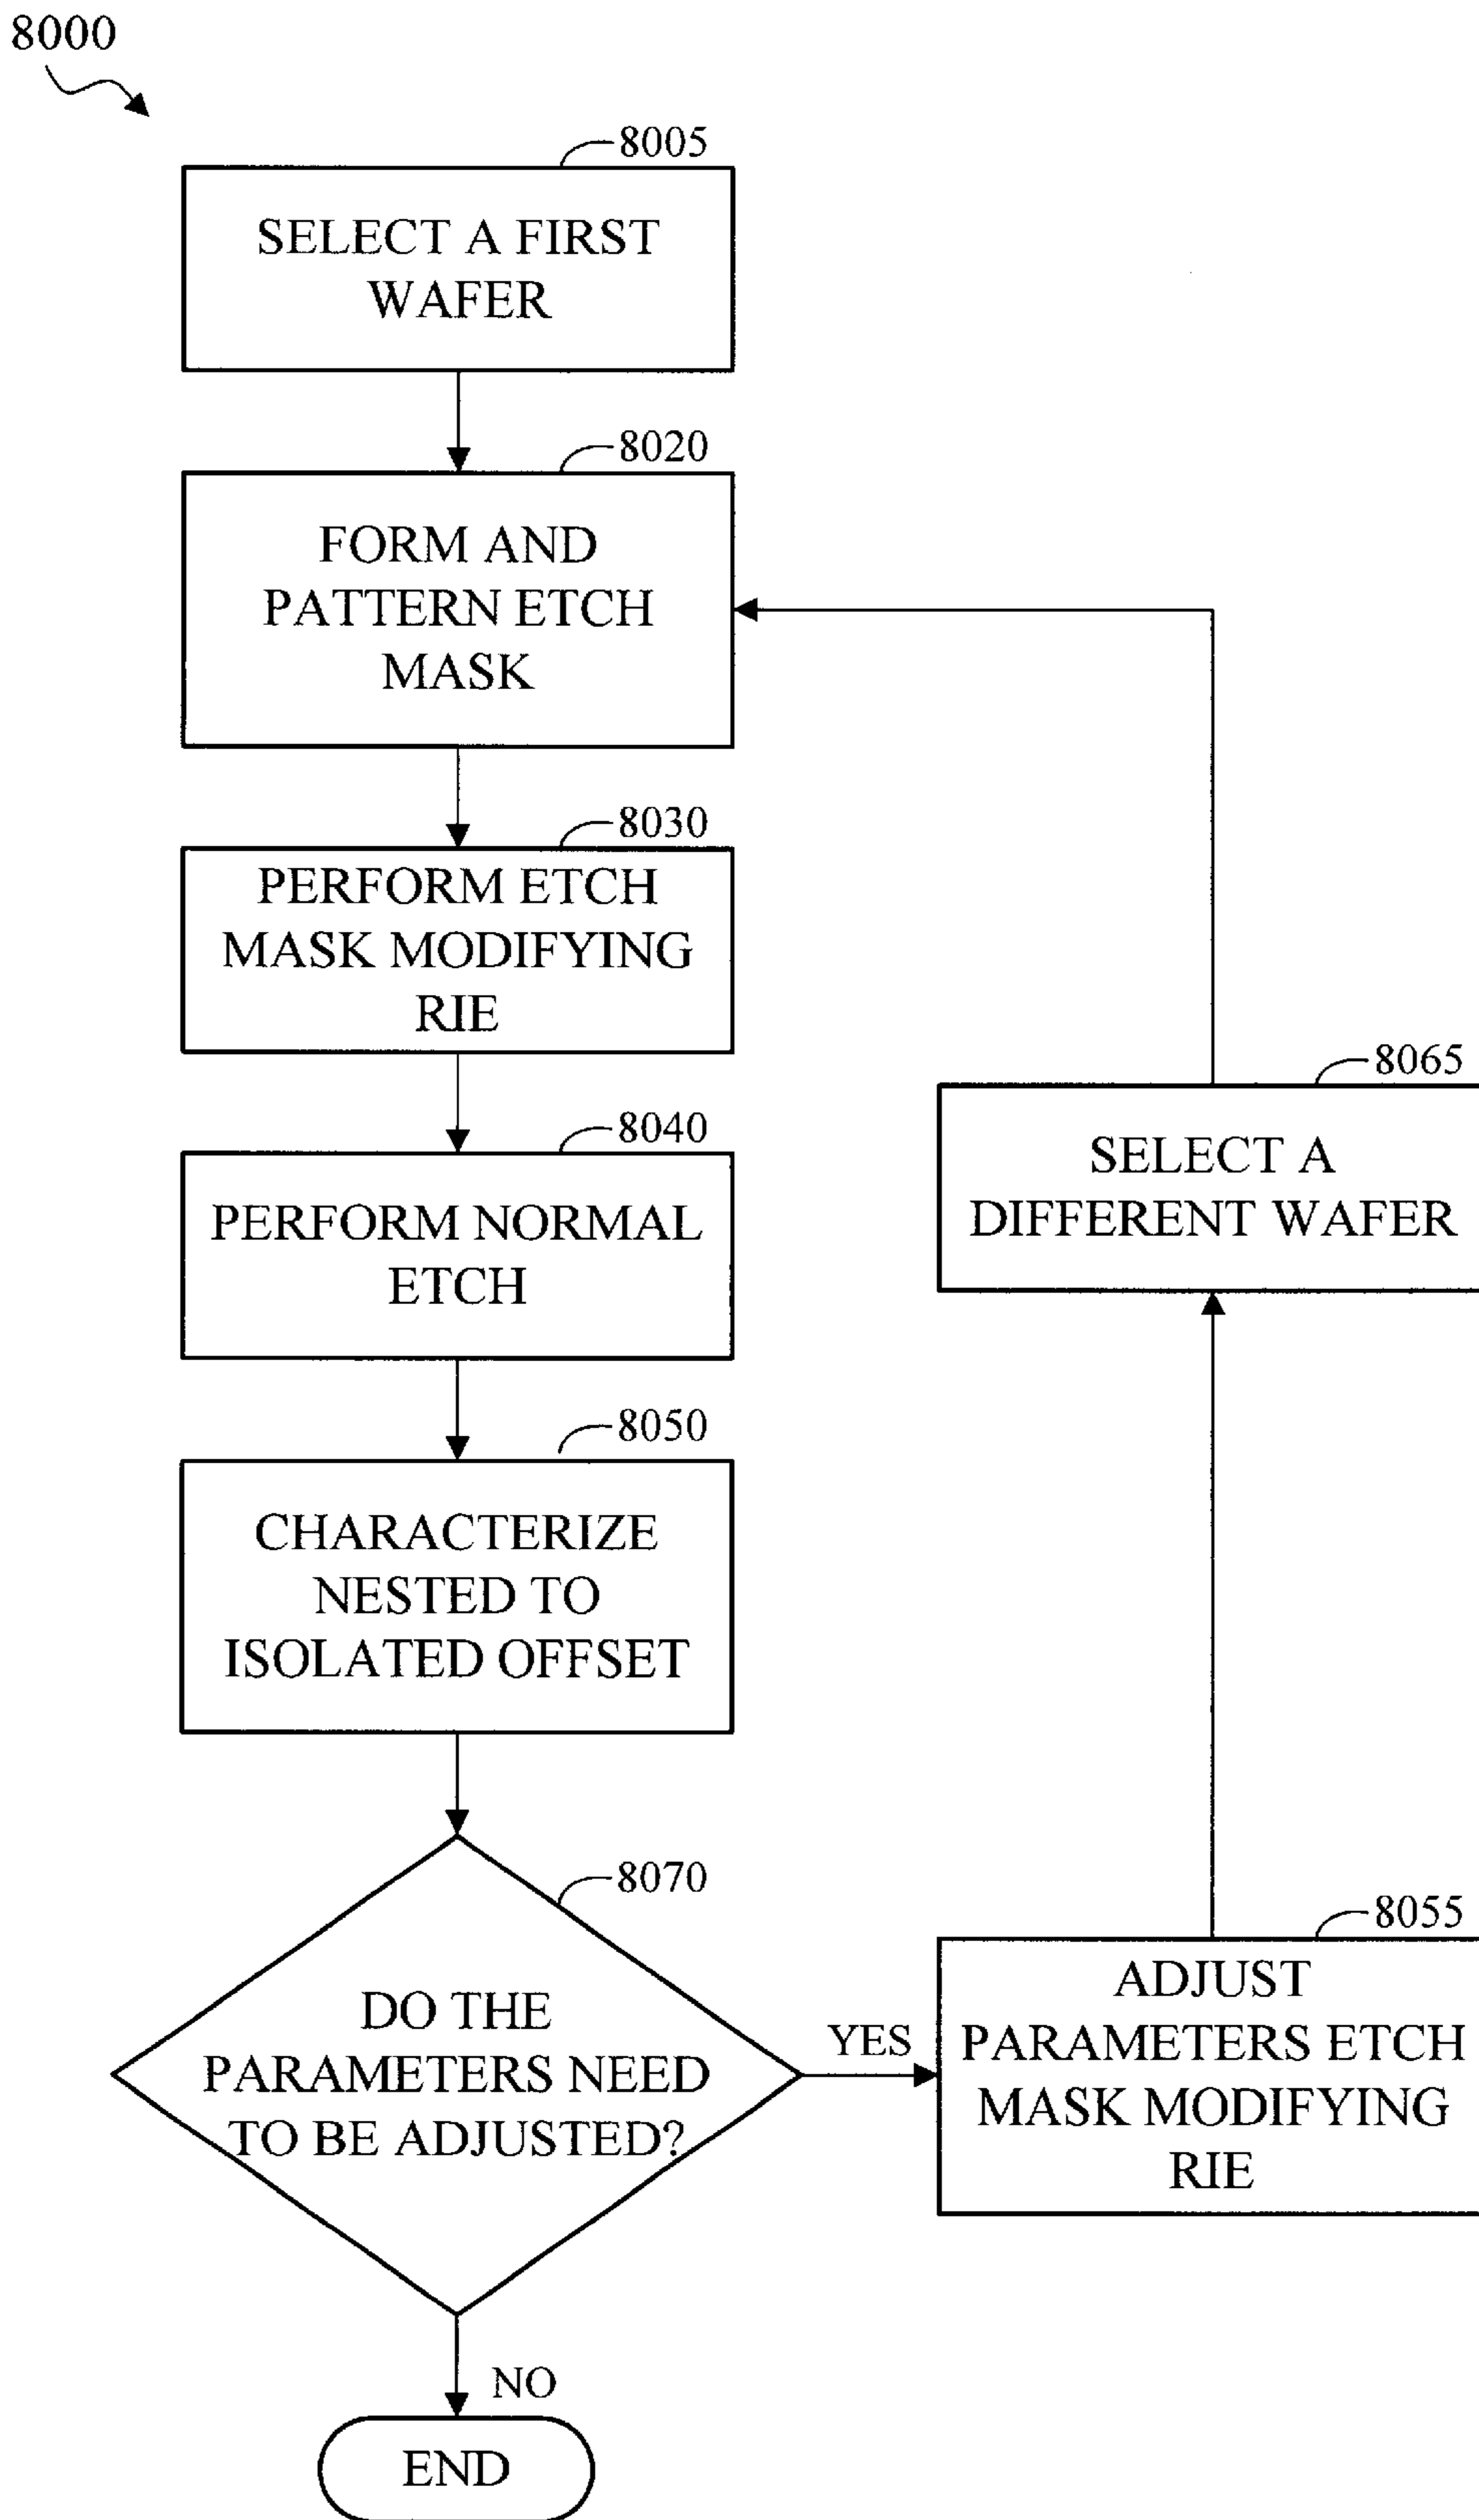 8000
8005
SELECT A FIRST
WAFER
8020
FORM AND
PATTERN ETCH
MASK
8030
PERFORM ETCH
MASK MODIFYING
RIE
8040
PERFORM NORMAL
ETCH
8050
CHARACTERIZE
NESTED TO
ISOLATED OFFSET
8070
DO THE
PARAMETERS NEED
TO BE ADJUSTED?
YES
8055
ADJUST
PARAMETERS ETCH
MASK MODIFYING
RIE
8065
SELECT A
DIFFERENT WAFER
NO
END